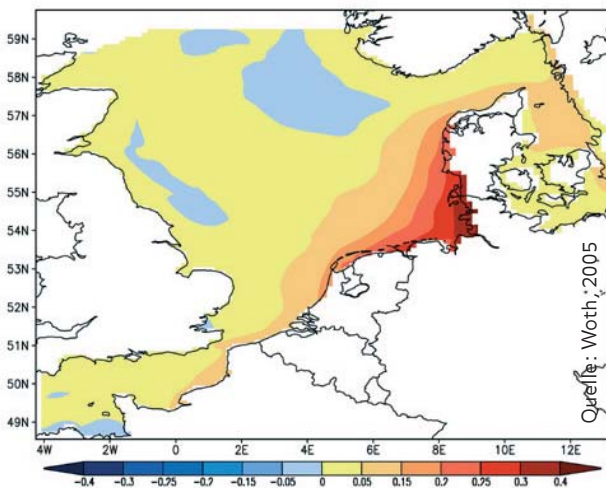 59N
58N
57N
56N
55N
54N
53N
52N
51N
50N
49N
4W 2W 0 2E 4E 6E 8E 10E 12E
Quelle: Woth, 2005
-0.4 -0.3 -0.75 -0.2 -0.15 -0.05 0 0.05 0.15 0.2 0.75 0.3 0.4